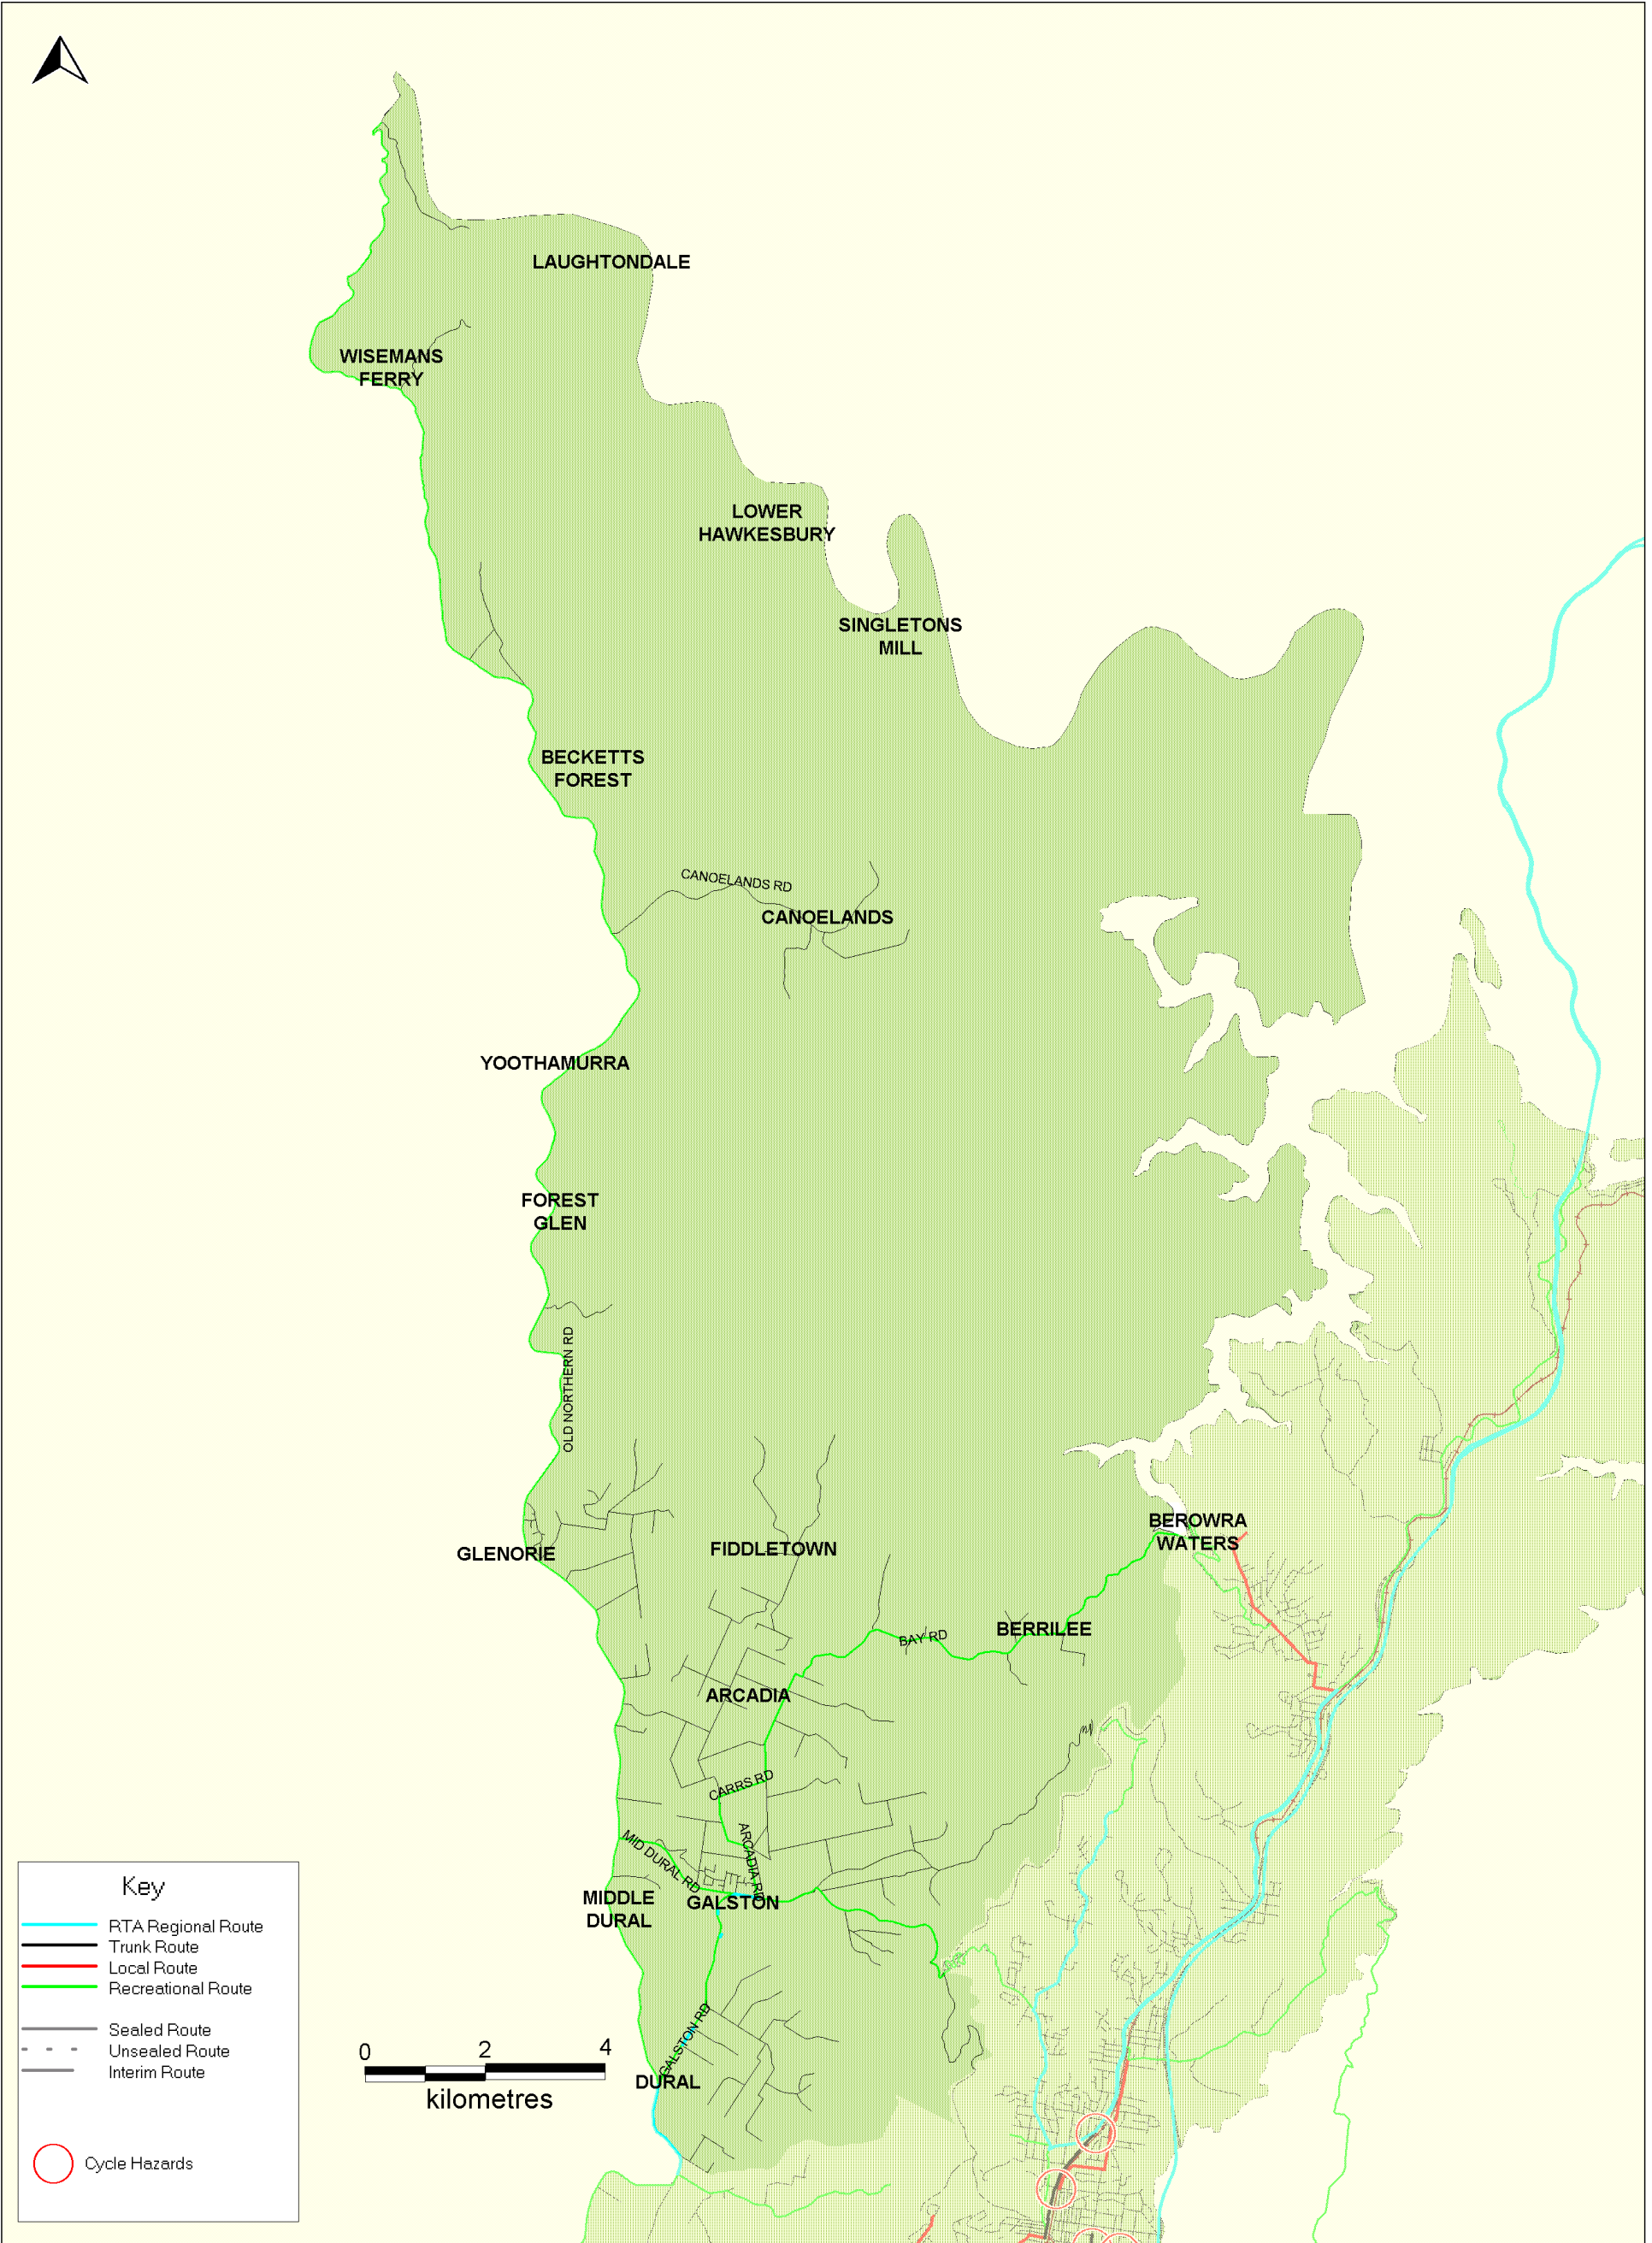 LAUGHTONDALE
WISEMANS
FERRY
LOWER
HAWKESBURY
SINGLETONS
MILL
BECKETTS
FOREST
CANOELANDS RD
CANOELANDS
YOOTHAMURRA
FOREST
GLEN
OLD NORTHERN RD
BEROWRA
WATERS
GLENORIE
FIDDLETOWN
BAY RD
BERRILEE
ARCADIA
CARRS RD
ARCADIA RD
MID DURAL RD
MIDDLE
DURAL
GALSTON
GALSTON RD
DURAL
Key
RTA Regional Route
Trunk Route
Local Route
Recreational Route
Sealed Route
Unsealed Route
Interim Route
Cycle Hazards
0 2 4
kilometres